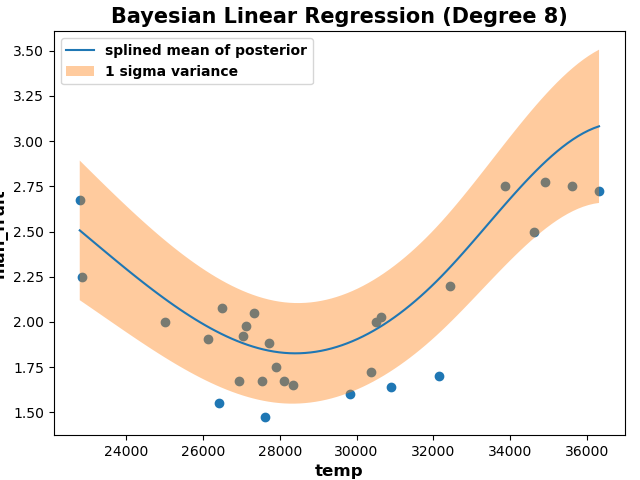 Bayesian Linear Regression (Degree 8)
splined mean of posterior
1 sigma variance
3.50
3.25
3.00
2.75
2.50
2.25
2.00
1.75
1.50
24000 26000 28000 30000 32000 34000 36000
temp